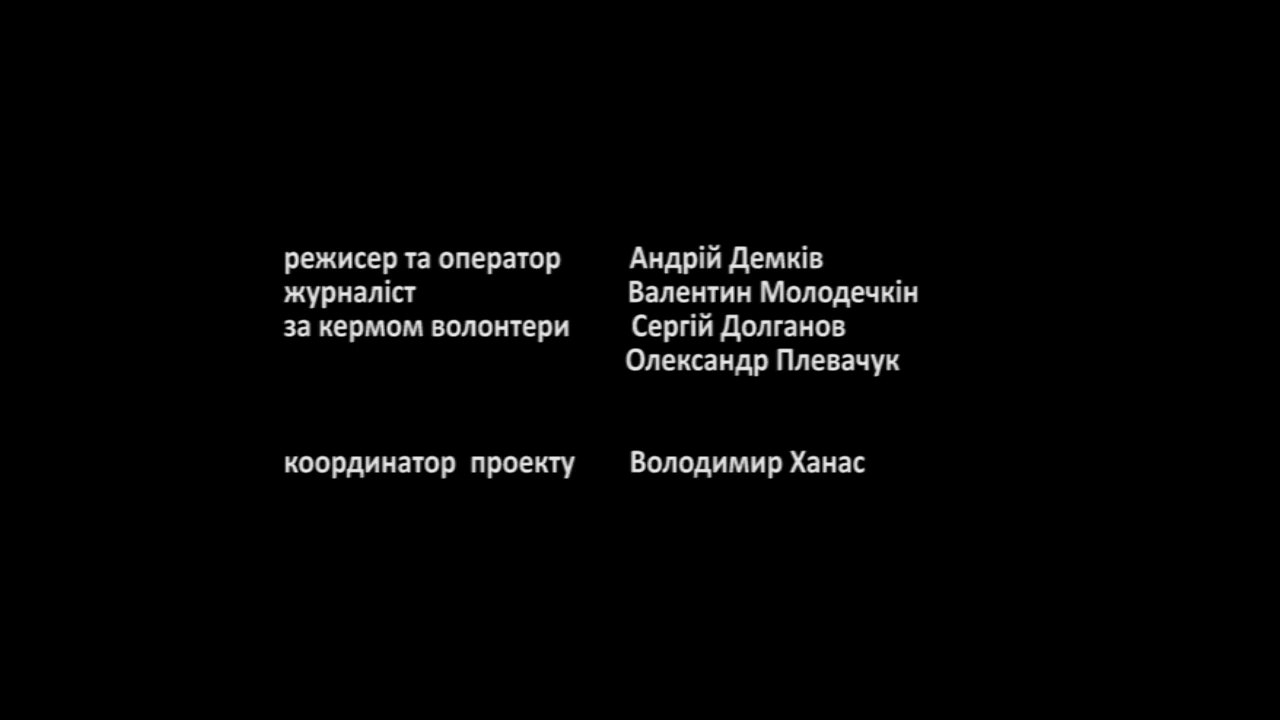 режисер та оператор Андрій Демків
журналіст Валентин Молодечкін
за кермом волонтери Сергій Долганов
Олександр Плевачук
координатор проекту Володимир Ханас